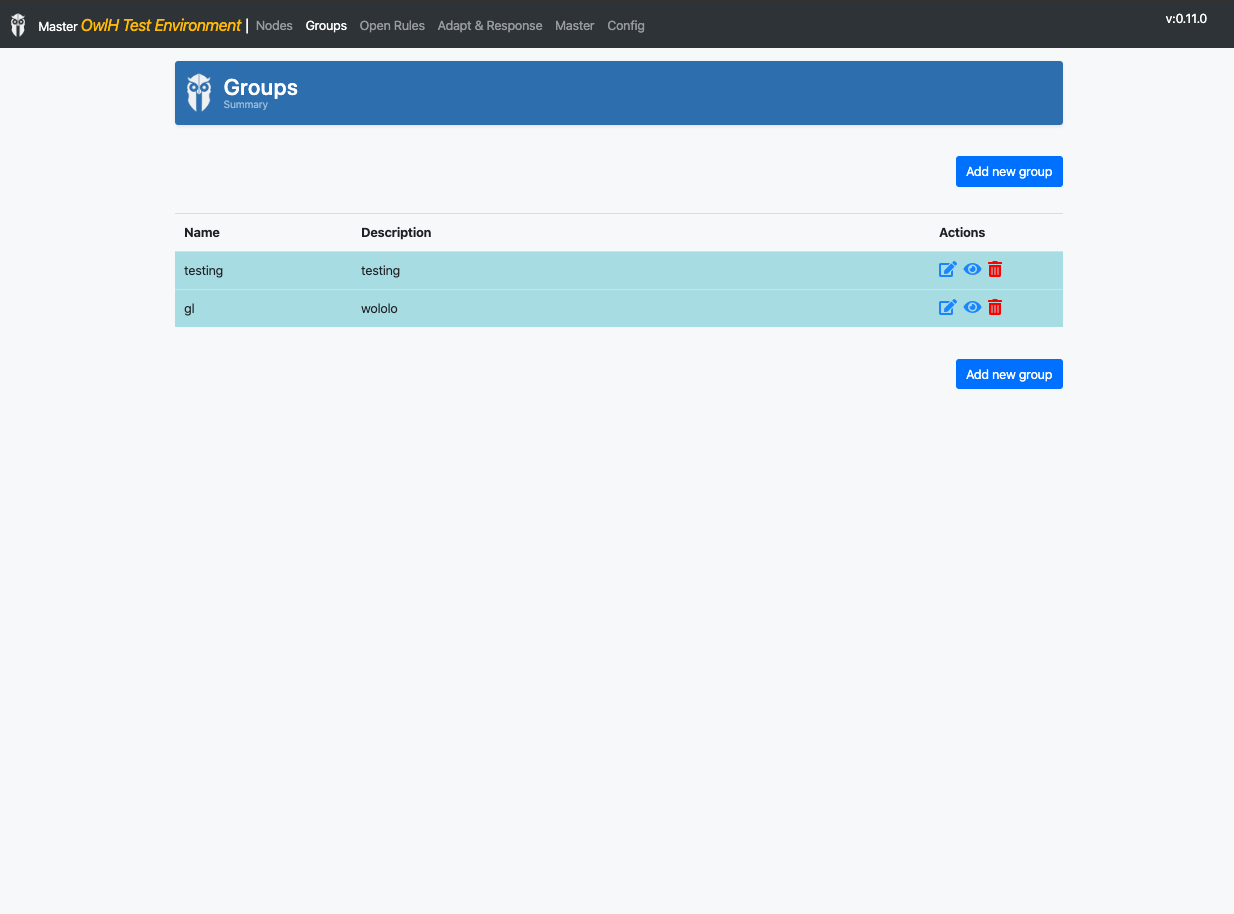 Master OwlH Test Environment | Nodes Groups Open Rules Adapt & Response Master Config v:0.11.0
Groups
Summary
Add new group
Name Description Actions
testing testing
gl wololo
Add new group